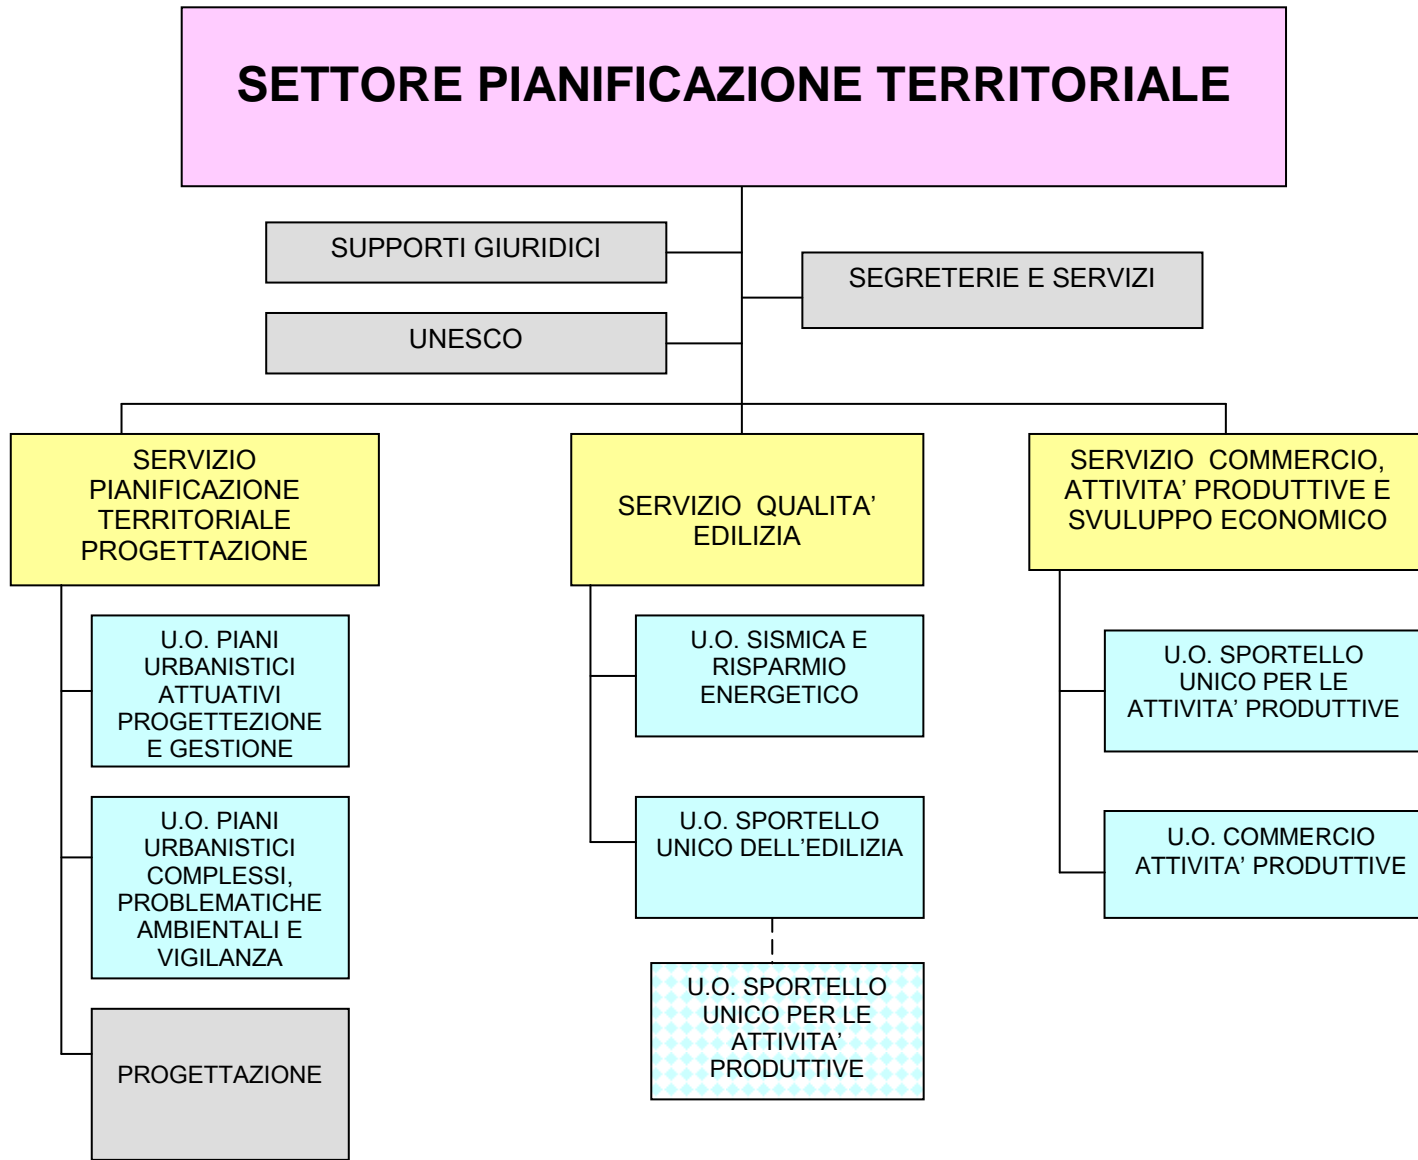 SETTORE PIANIFICAZIONE TERRITORIALE
SUPPORTI GIURIDICI
SEGRETERIE E SERVIZI
UNESCO
SERVIZIO
PIANIFICAZIONE
TERRITORIALE
PROGETTAZIONE
U.O. PIANI
URBANISTICI
ATTUATIVI
PROGETTEZIONE
E GESTIONE
U.O. PIANI
URBANISTICI
COMPLESSI,
PROBLEMATICHE
AMBIENTALI E
VIGILANZA
PROGETTAZIONE
SERVIZIO QUALITA’
EDILIZIA
U.O. SISMICA E
RISPARMIO
ENERGETICO
U.O. SPORTELLO
UNICO DELL’EDILIZIA
U.O. SPORTELLO
UNICO PER LE
ATTIVITA’
PRODUTTIVE
SERVIZIO COMMERCIO,
ATTIVITA’ PRODUTTIVE E
SVULUPPO ECONOMICO
U.O. SPORTELLO
UNICO PER LE
ATTIVITA’ PRODUTTIVE
U.O. COMMERCIO
ATTIVITA’ PRODUTTIVE